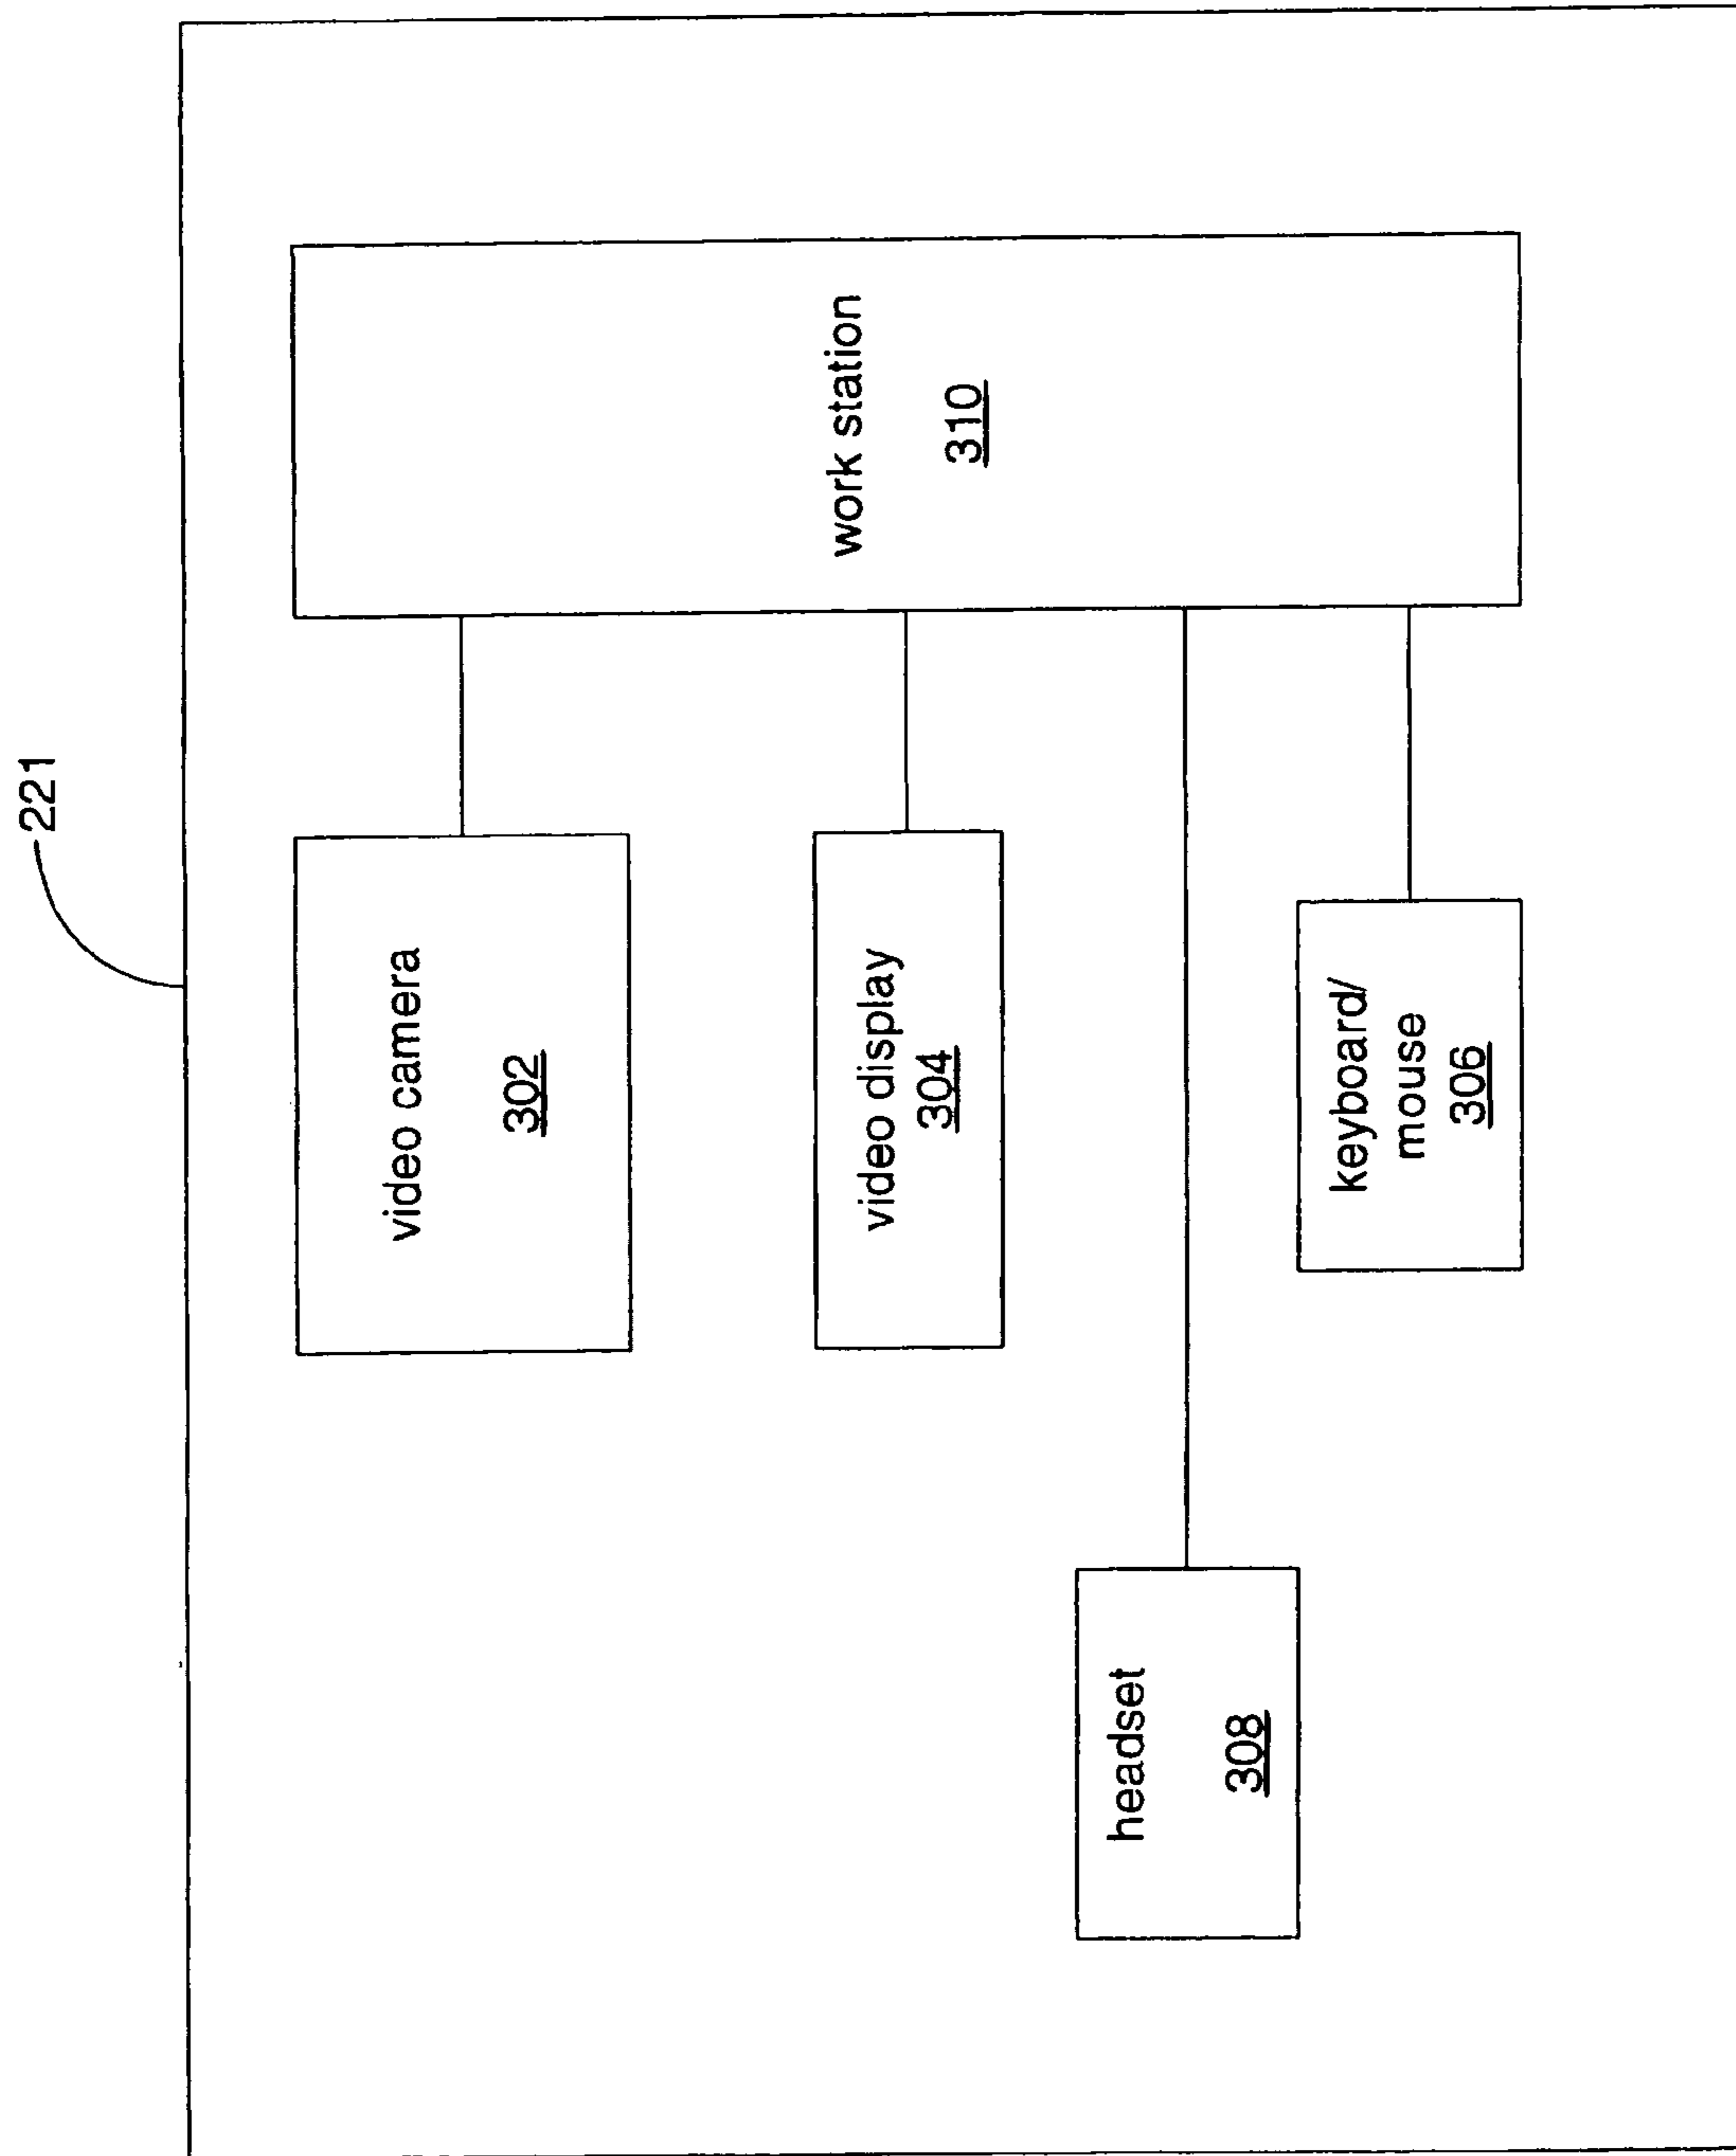 221
video camera
302
video display
304
headset
308
keyboard/
mouse
306
work station
310